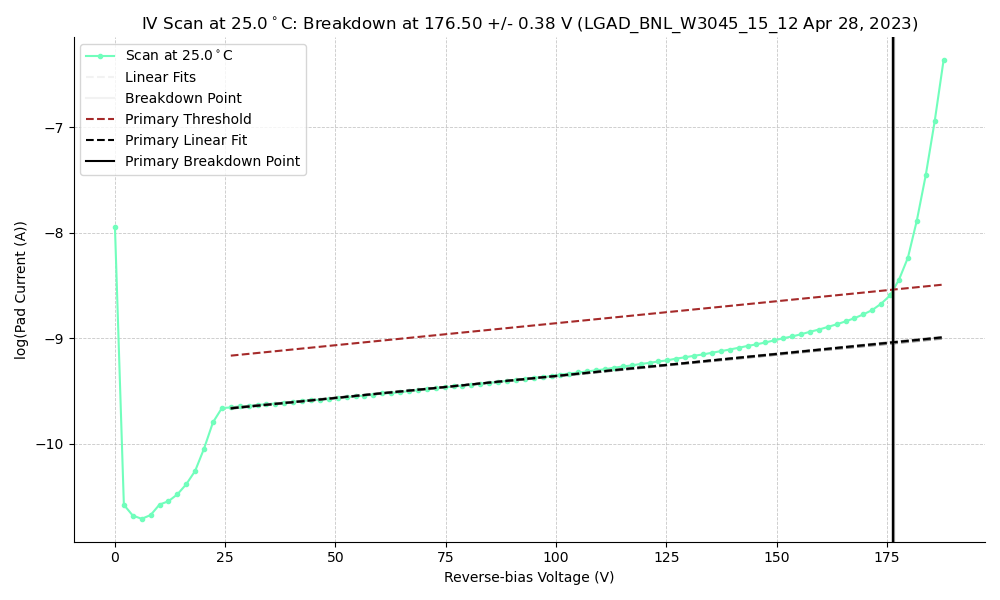 IV Scan at 25.0°C: Breakdown at 176.50 +/- 0.38 V (LGAD_BNL_W3045_15_12 Apr 28, 2023)
Scan at 25.0°C
Linear Fits
Breakdown Point
Primary Threshold
Primary Linear Fit
Primary Breakdown Point
log(Pad Current (A))
−7
−8
−9
−10
0 25 50 75 100 125 150 175
Reverse-bias Voltage (V)